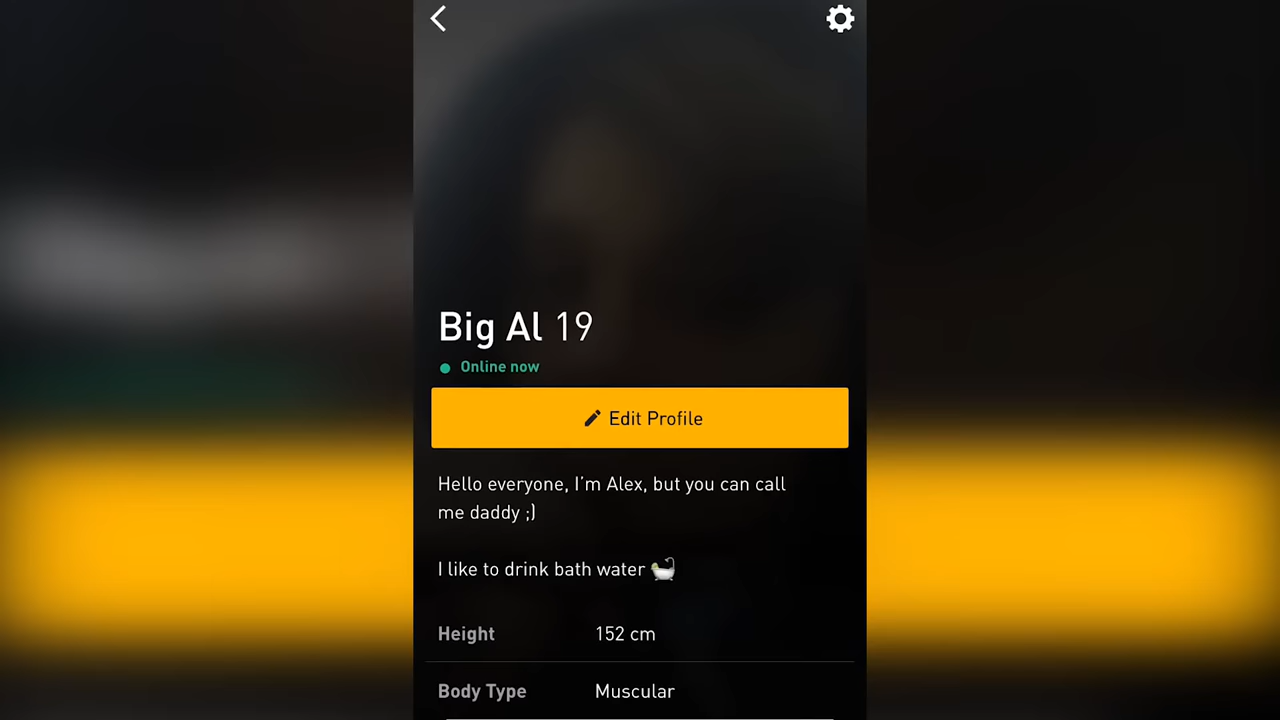 Big Al 19
Online now
Edit Profile
Hello everyone, I'm Alex, but you can call
me daddy ;)
I like to drink bath water 🛀
Height 152 cm
Body Type Muscular